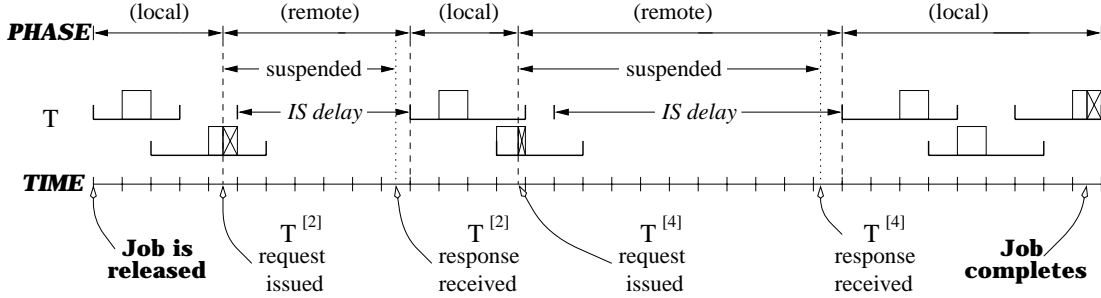 (local) (remote) (local) (remote) (local)
PHASE
suspended suspended
T IS delay IS delay
TIME
T [2] T [2] T [4] T [4]
Job is released
request issued
response received
request issued
response received
Job completes